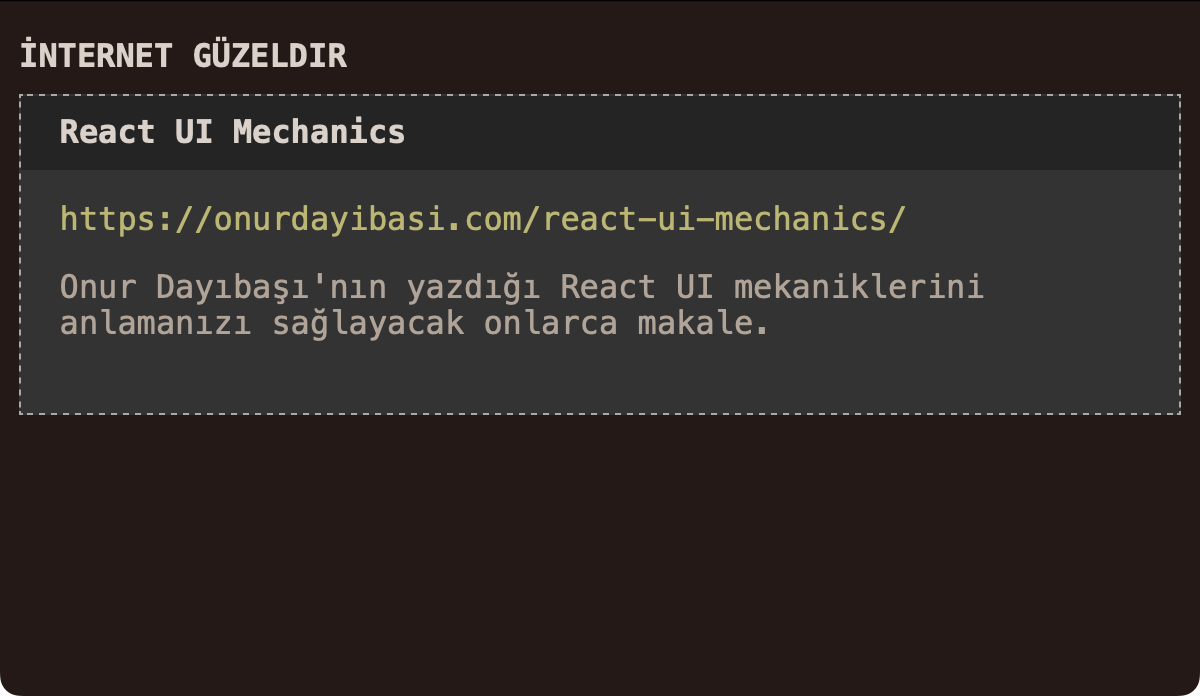 İNTERNET GÜZELDIR
React UI Mechanics
https://onurdayibasi.com/react-ui-mechanics/
Onur Dayıbaşı'nın yazdığı React UI mekaniklerini
anlamanızı sağlayacak onlarca makale.